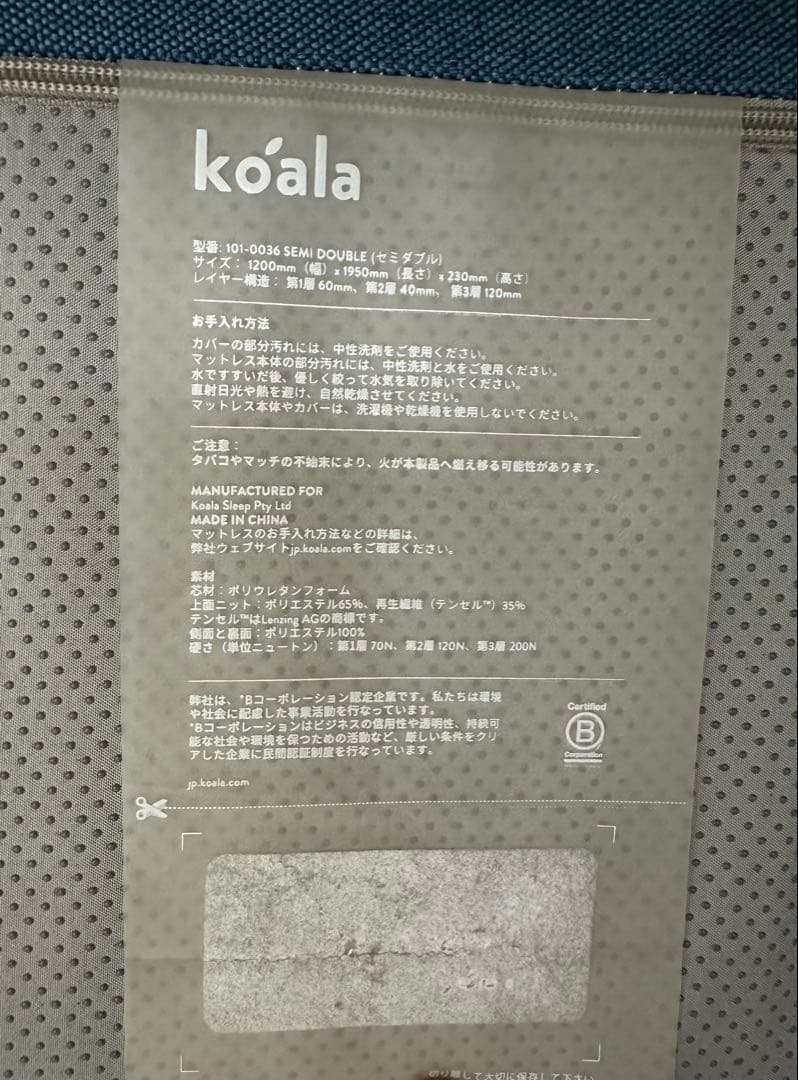 koala
型番: 101-0036 SEMI DOUBLE (セミダブル)
サイズ： 1200mm（幅）x 1950mm（長さ）x 230mm（高さ）
レイヤー構造： 第1層 60mm、第2層 40mm、 第3層 120mm
お手入れ方法
カバーの部分汚れには、中性洗剤をご使用ください。
マットレス本体の部分汚れには、中性洗剤と水をご使用ください。
水ですすいだ後、優しく絞って水気を取り除いてください。
直射日光や熱を避け、自然乾燥させてください。
マットレス本体やカバーは、洗濯機や乾燥機を使用しないでください。
ご注意：
タバコやマッチの不始末により、火が本製品へ燃え移る可能性があります。
MANUFACTURED FOR
Koala Sleep Pty Ltd
MADE IN CHINA
マットレスのお手入れ方法などの詳細は、
弊社ウェブサイトjp.koala.comをご確認ください。
素材
芯材：ポリウレタンフォーム
上面ニット：ポリエステル65%、再生繊維（テンセル™）35%
テンセル™はLenzing AGの商標です。
側面と裏面：ポリエステル100%
硬さ（単位ニュートン）：第1層 70N、第2層 120N、第3層 200N
弊社は、*Bコーポレーション認定企業です。私たちは環境
や社会に配慮した事業活動を行なっています。
*Bコーポレーションはビジネスの信用性や透明性、持続可
能な社会や環境を保つための活動など、厳しい条件をクリ
アした企業に民間認証制度を行なっています。
Certified
B
Corporation
jp.koala.com
切り離して大切に保存して下さい